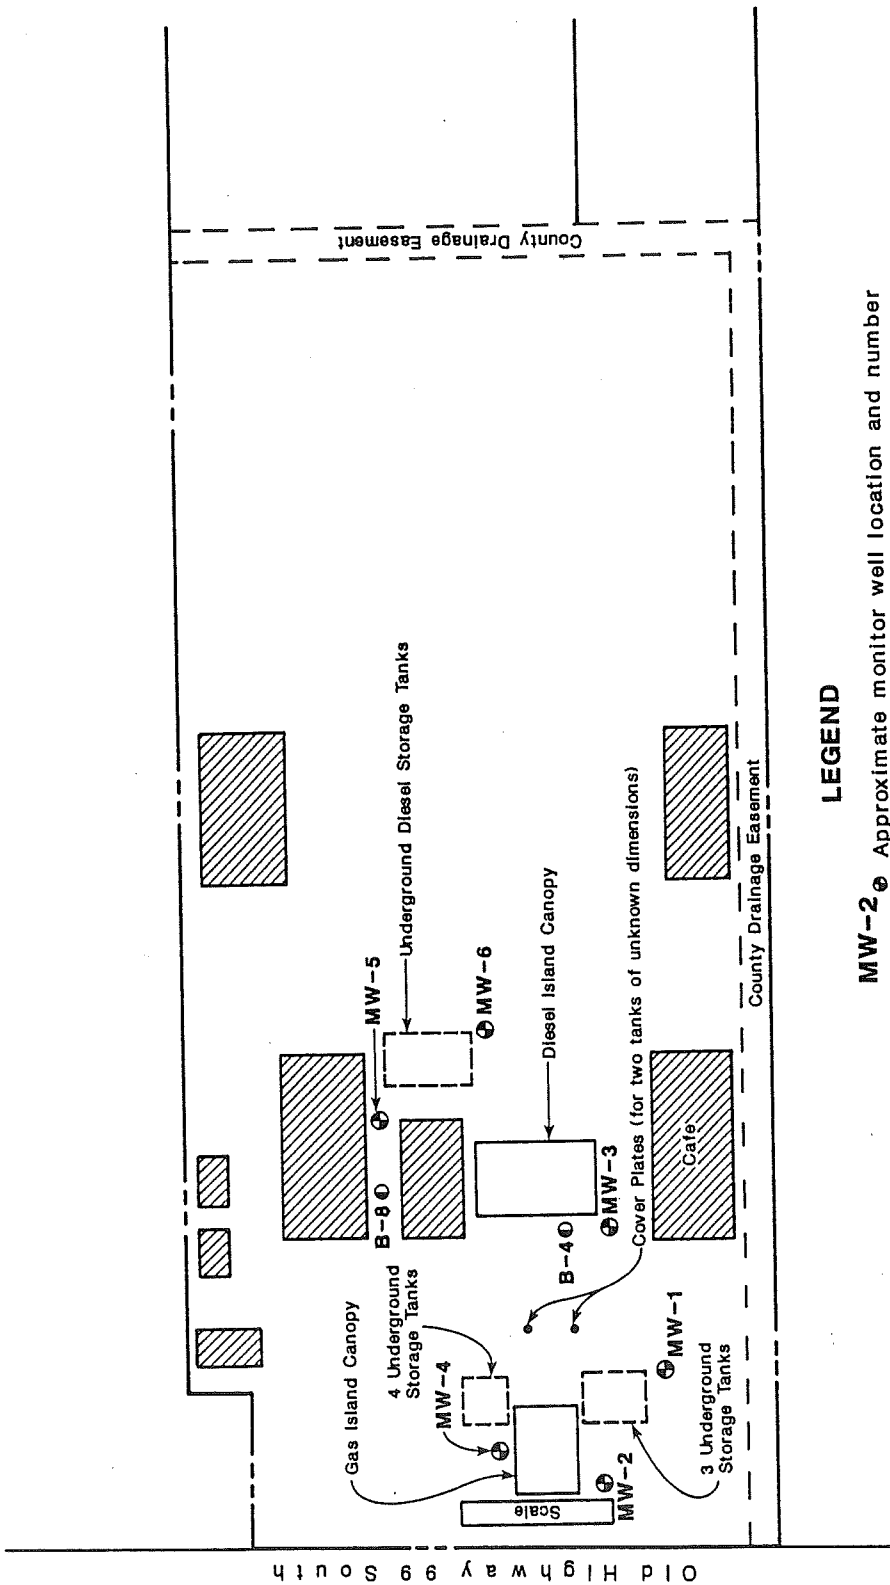 County Drainage Easement
Underground Diesel Storage Tanks
MW-5
MW-6
Diesel Island Canopy
Cover Plates (for two tanks of unknown dimensions)
B-8
B-4
MW-3
Cafe
County Drainage Easement
Gas Island Canopy
4 Underground
Storage Tanks
MW-4
MW-1
3 Underground
Storage Tanks
MW-2
Scale
Old Highway 99 South
LEGEND
MW-2 Approximate monitor well location and number